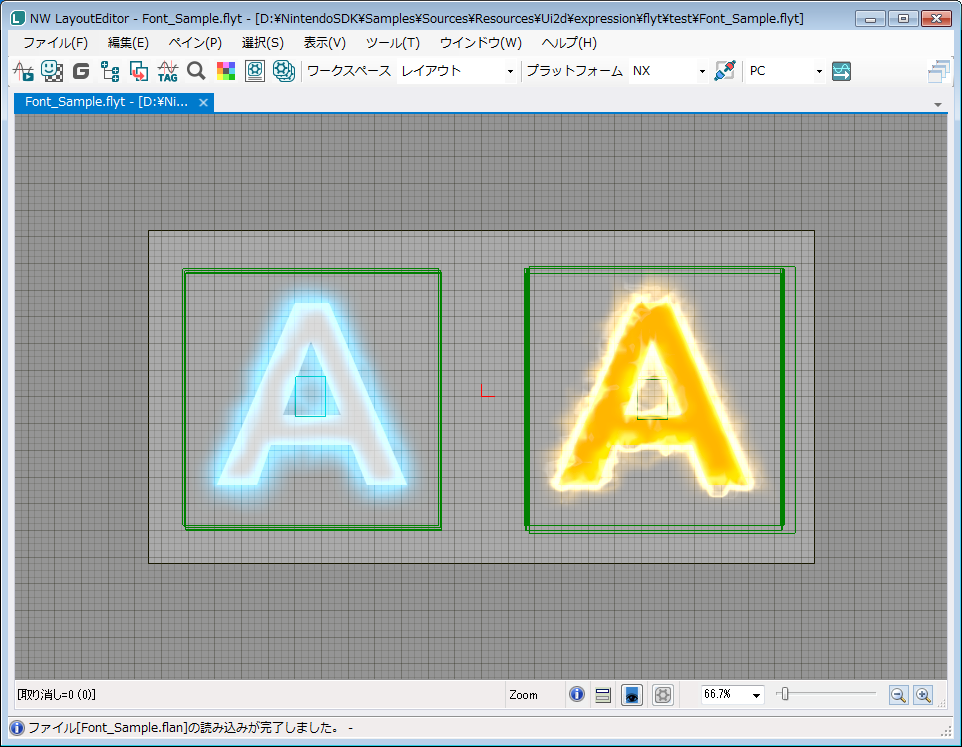 NW LayoutEditor - Font_Sample.flyt - [D:¥NintendoSDK¥Samples¥Sources¥Resources¥Ui2d¥expression¥flyt¥test¥Font_Sample.flyt]
ファイル(F) 編集(E) ペイン(P) 選択(S) 表示(V) ツール(T) ウインドウ(W) ヘルプ(H)
G TAG ワークスペース レイアウト プラットフォーム NX PC
Font_Sample.flyt - [D:¥Ni...
A A
[取り消し=0 (0)] Zoom 66.7%
ファイル[Font_Sample.flan]の読み込みが完了しました。 -